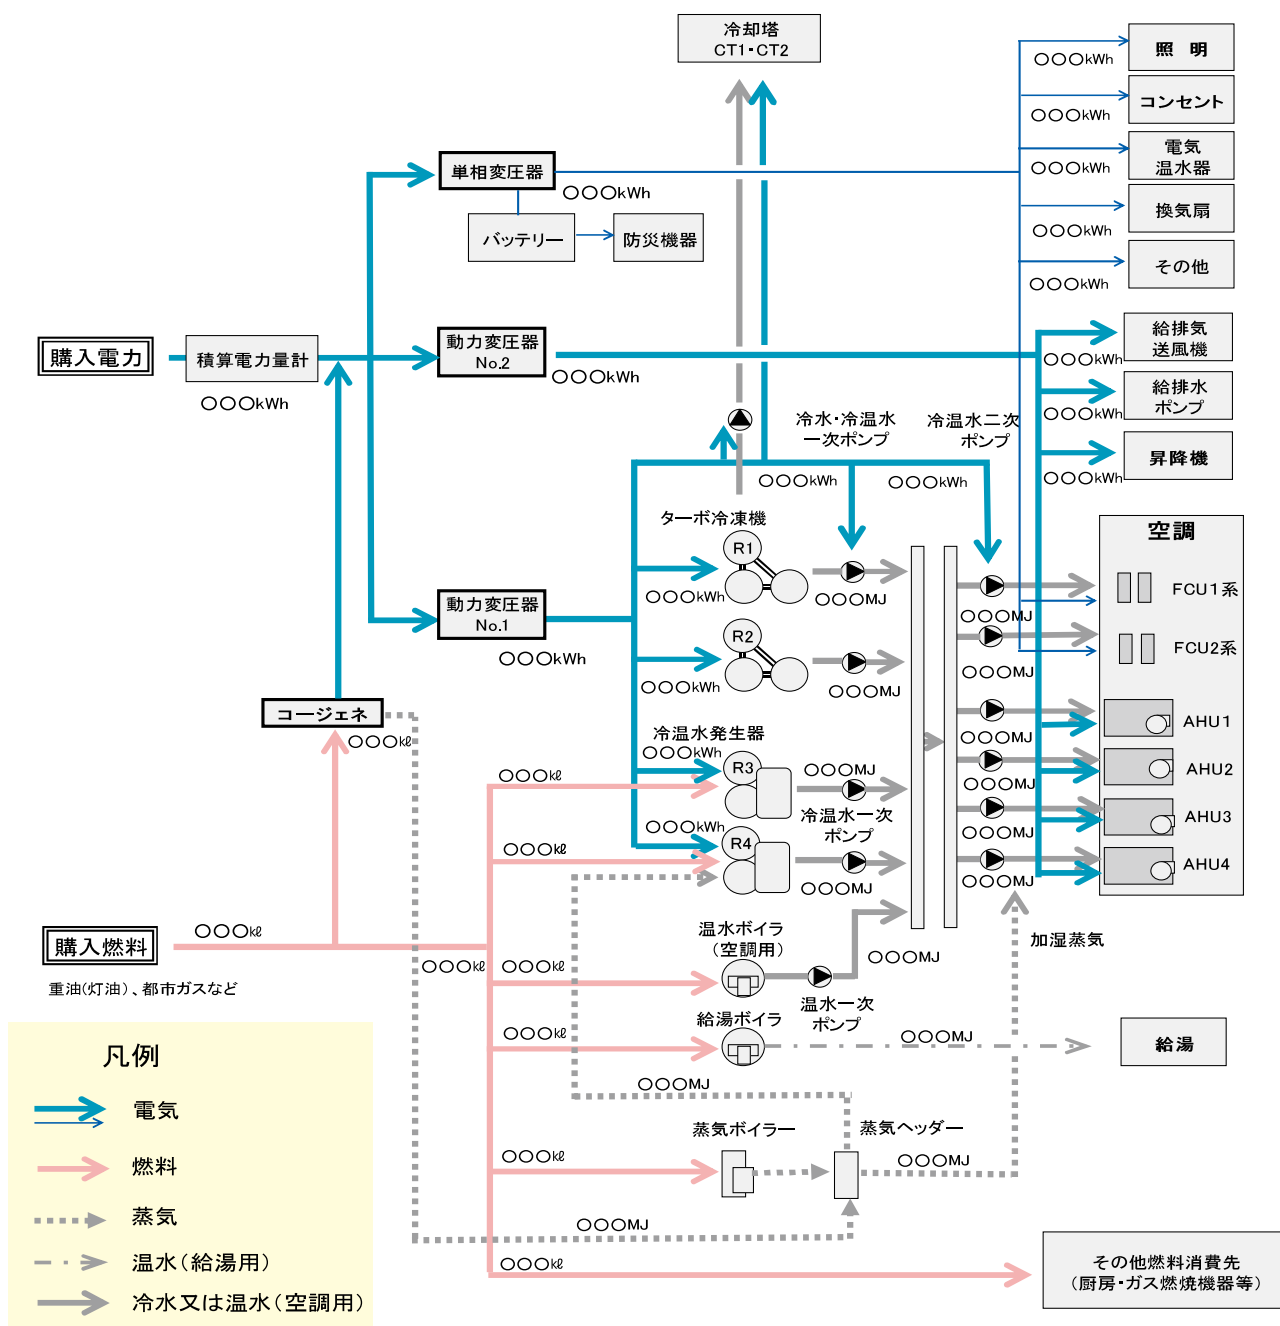 冷却塔
CT1・CT2
照 明
〇〇〇kWh
コンセント
〇〇〇kWh
電気
温水器
〇〇〇kWh
単相変圧器
〇〇〇kWh
換気扇
〇〇〇kWh
バッテリー
防災機器
その他
〇〇〇kWh
購入電力
積算電力量計
〇〇〇kWh
動力変圧器
No.2
〇〇〇kWh
給排気
送風機
〇〇〇kWh
給排水
ポンプ
〇〇〇kWh
昇降機
〇〇〇kWh
冷水・冷温水
一次ポンプ
冷温水二次
ポンプ
〇〇〇kWh
〇〇〇kWh
ターボ冷凍機
R1
〇〇〇kWh
〇〇〇MJ
空調
FCU1系
〇〇〇MJ
動力変圧器
No.1
〇〇〇kWh
R2
〇〇〇kWh
〇〇〇MJ
FCU2系
〇〇〇MJ
コージェネ
〇〇〇kℓ
AHU1
〇〇〇MJ
冷温水発生器
〇〇〇kWh
R3
〇〇〇kℓ
〇〇〇MJ
AHU2
〇〇〇MJ
冷温水一次
ポンプ
〇〇〇kWh
R4
〇〇〇kℓ
〇〇〇MJ
AHU3
〇〇〇MJ
AHU4
〇〇〇MJ
購入燃料
〇〇〇kℓ
重油(灯油)、都市ガスなど
〇〇〇kℓ
〇〇〇kℓ
温水ボイラ
(空調用)
〇〇〇MJ
加湿蒸気
温水一次
ポンプ
給湯ボイラ
〇〇〇kℓ
〇〇〇MJ
給湯
〇〇〇MJ
蒸気ボイラー
蒸気ヘッダー
〇〇〇kℓ
〇〇〇MJ
〇〇〇MJ
〇〇〇kℓ
その他燃料消費先
(厨房・ガス燃焼機器等)
凡例
電気
燃料
蒸気
温水(給湯用)
冷水又は温水(空調用)